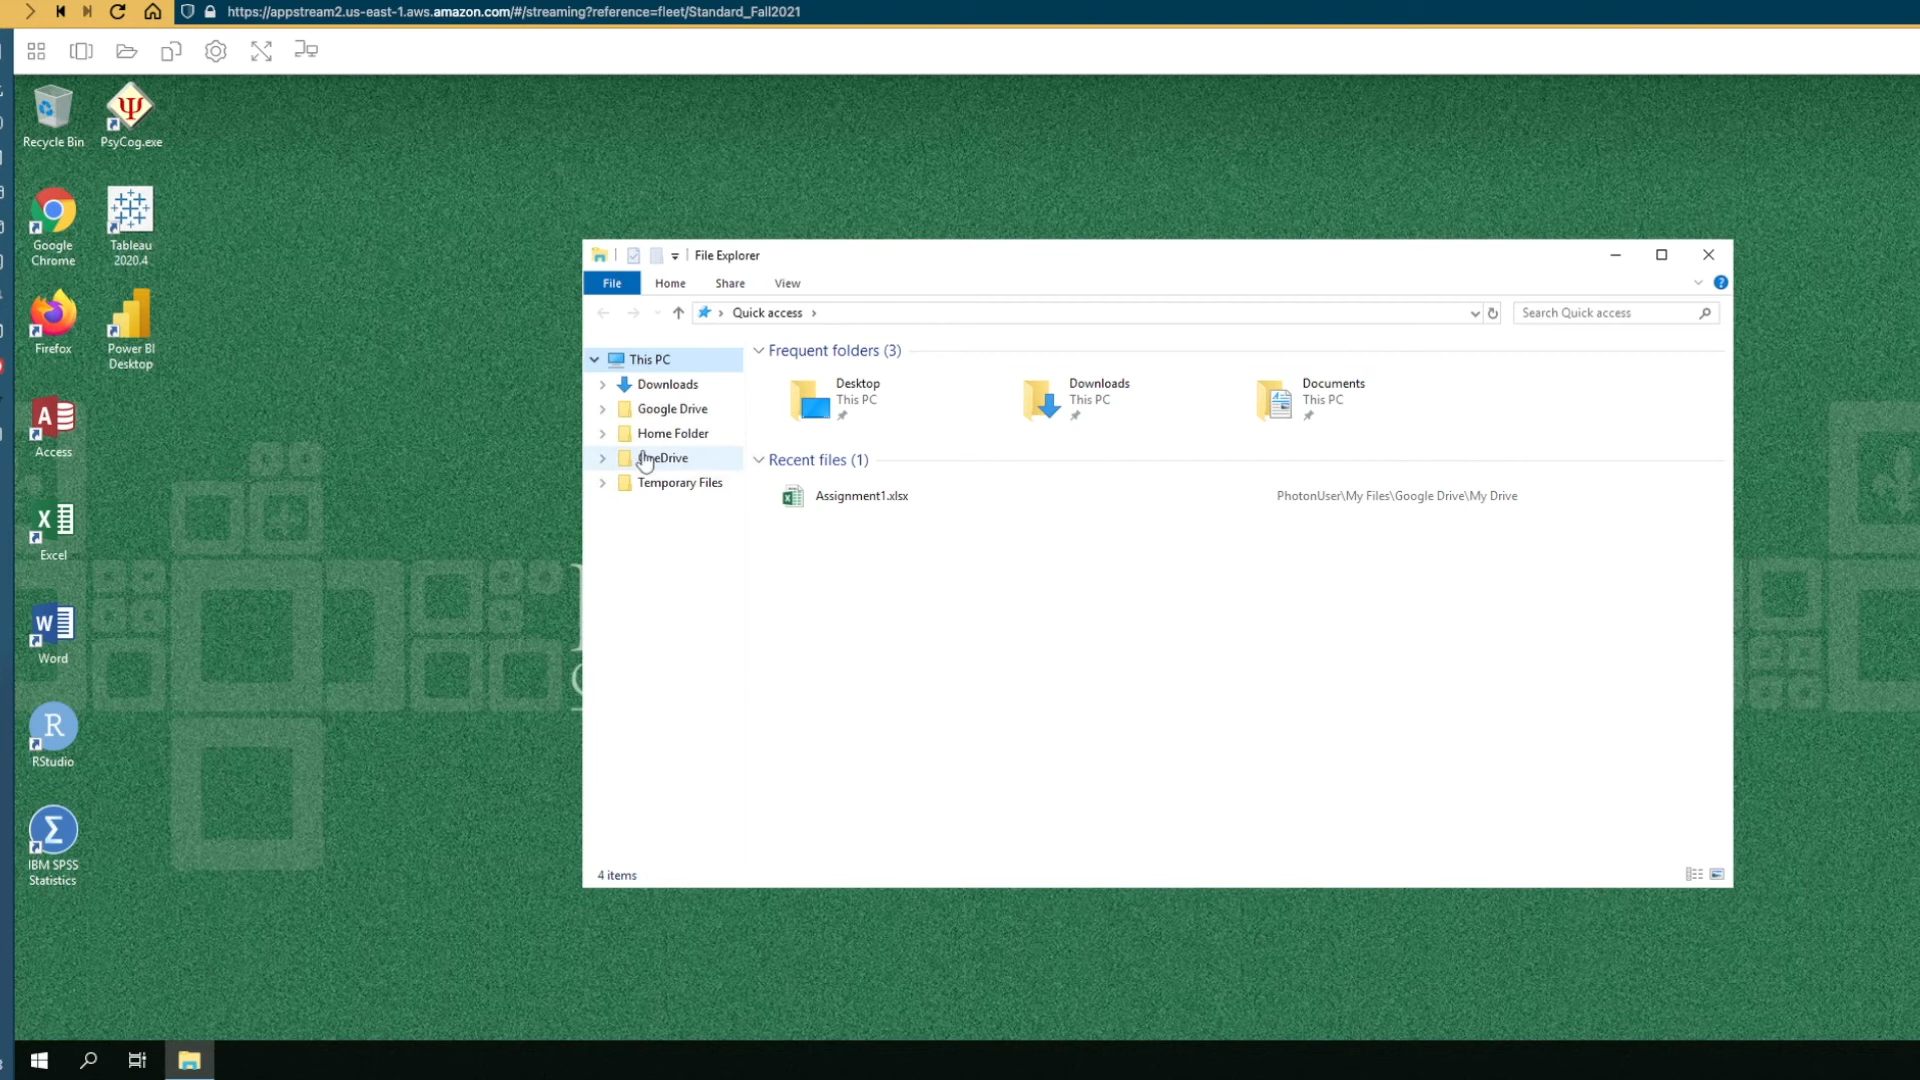 https://appstream2.us-east-1.aws.amazon.com/#/streaming?reference=fleet/Standard_Fall2021
Recycle Bin
PsyCog.exe
Google Chrome
Tableau 2020.4
Firefox
Power BI Desktop
Access
Excel
Word
RStudio
IBM SPSS Statistics
File Explorer
File Home Share View
Quick access
Search Quick access
This PC
Downloads
Google Drive
Home Folder
Temporary Files
Frequent folders (3)
Desktop
This PC
Downloads
This PC
Documents
This PC
Recent files (1)
Assignment1.xlsx PhotonUser\My Files\Google Drive\My Drive
4 items